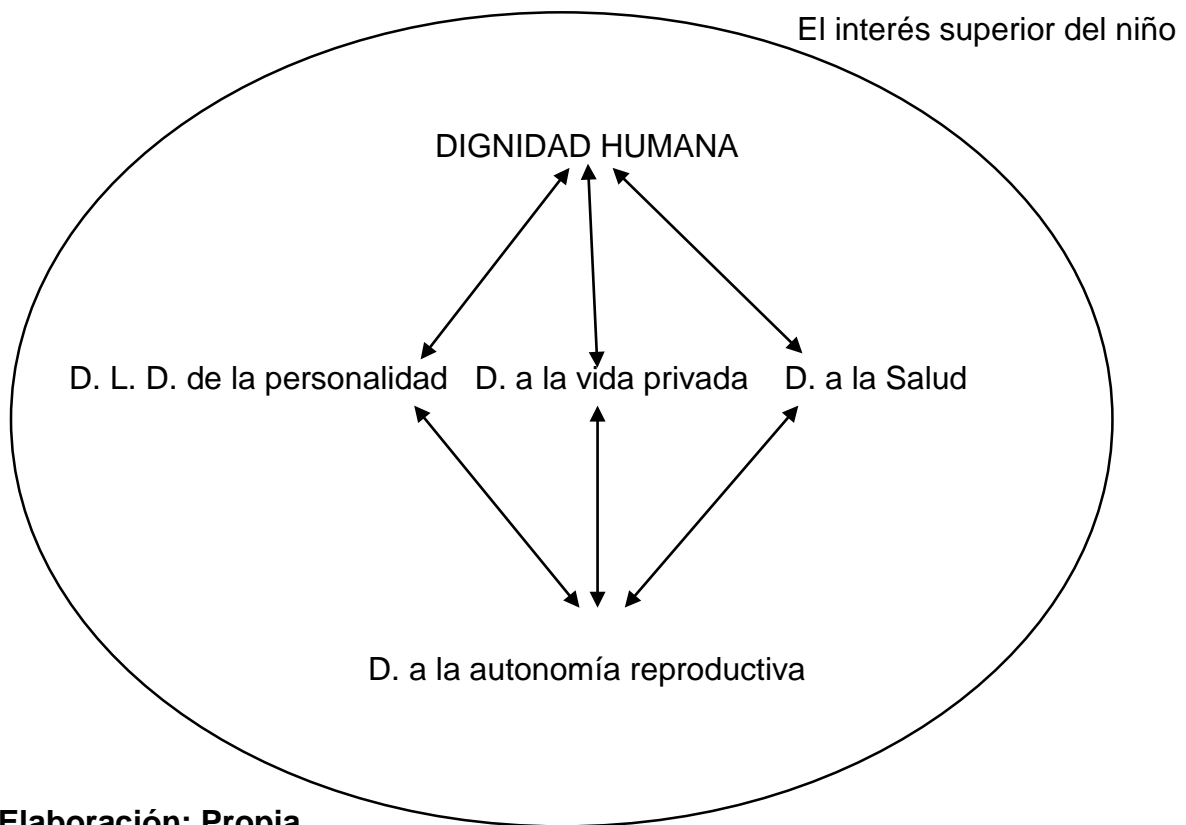 El interés superior del niño
DIGNIDAD HUMANA
D. L. D. de la personalidad D. a la vida privada D. a la Salud
D. a la autonomía reproductiva
Elaboración: Propia